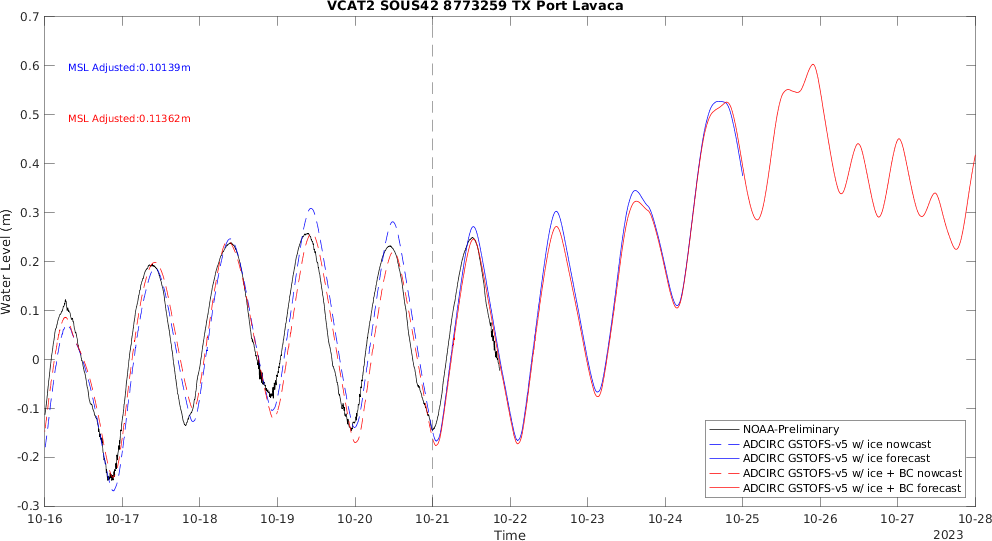 VCAT2 SOUS42 8773259 TX Port Lavaca
0.7
0.6
0.5
0.4
0.3
0.2
0.1
0
-0.1
-0.2
-0.3
Water Level (m)
MSL Adjusted:0.10139m
MSL Adjusted:0.11362m
NOAA-Preliminary
ADCIRC GSTOFS-v5 w/ ice nowcast
ADCIRC GSTOFS-v5 w/ ice forecast
ADCIRC GSTOFS-v5 w/ ice + BC nowcast
ADCIRC GSTOFS-v5 w/ ice + BC forecast
10-16 10-17 10-18 10-19 10-20 10-21 10-22 10-23 10-24 10-25 10-26 10-27 10-28
Time
2023